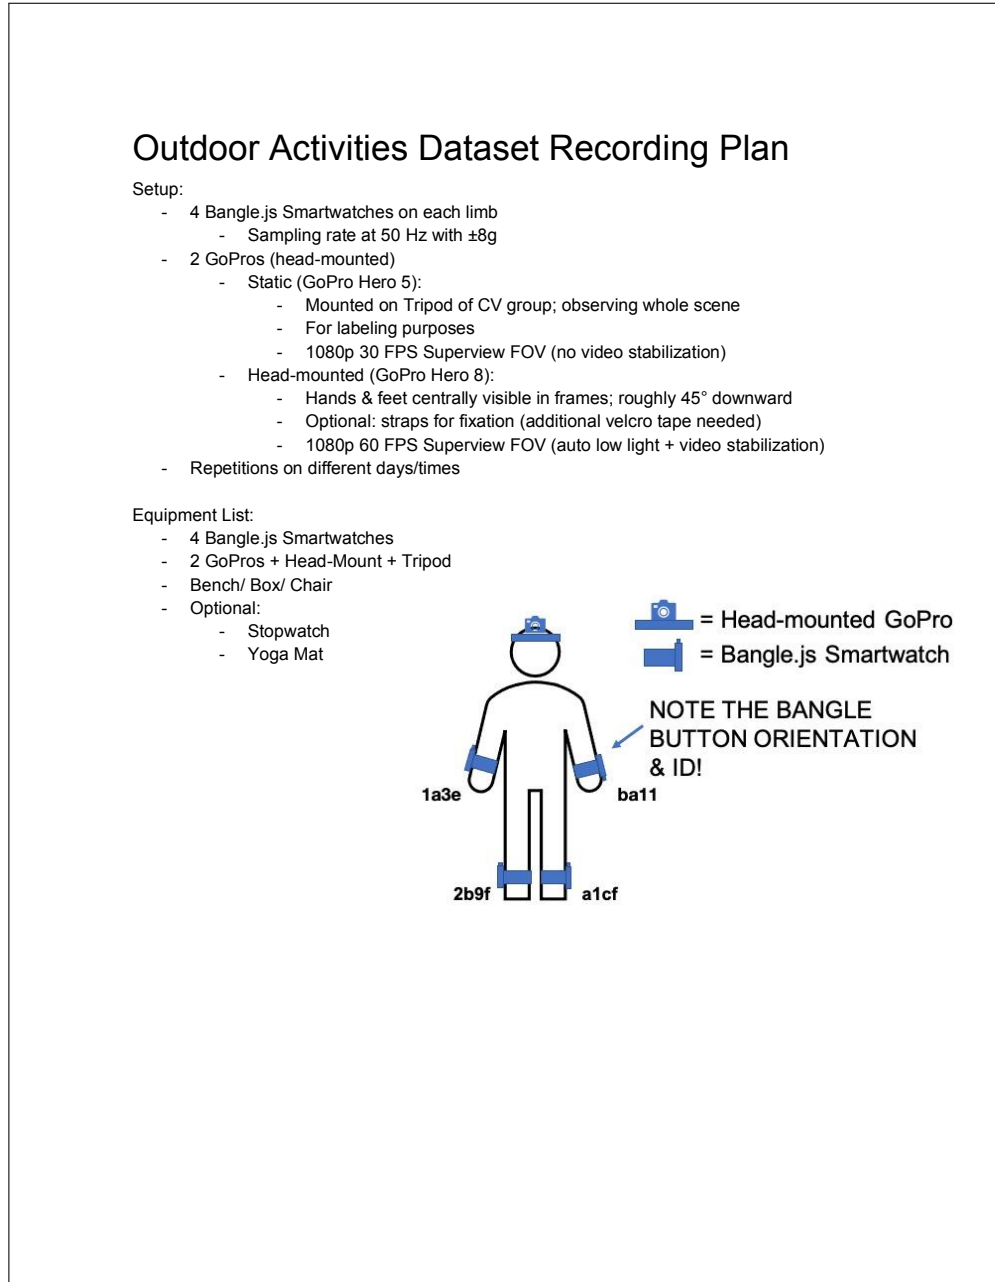 Outdoor Activities Dataset Recording Plan
Setup:
- 4 Bangle.js Smartwatches on each limb
- Sampling rate at 50 Hz with ±8g
- 2 GoPros (head-mounted)
- Static (GoPro Hero 5):
- Mounted on Tripod of CV group; observing whole scene
- For labeling purposes
- 1080p 30 FPS Superview FOV (no video stabilization)
- Head-mounted (GoPro Hero 8):
- Hands & feet centrally visible in frames; roughly 45° downward
- Optional: straps for fixation (additional velcro tape needed)
- 1080p 60 FPS Superview FOV (auto low light + video stabilization)
- Repetitions on different days/times
Equipment List:
- 4 Bangle.js Smartwatches
- 2 GoPros + Head-Mount + Tripod
- Bench/ Box/ Chair
- Optional:
- Stopwatch
- Yoga Mat
= Head-mounted GoPro
= Bangle.js Smartwatch
NOTE THE BANGLE
BUTTON ORIENTATION
& ID!
1a3e
ba11
2b9f
a1cf